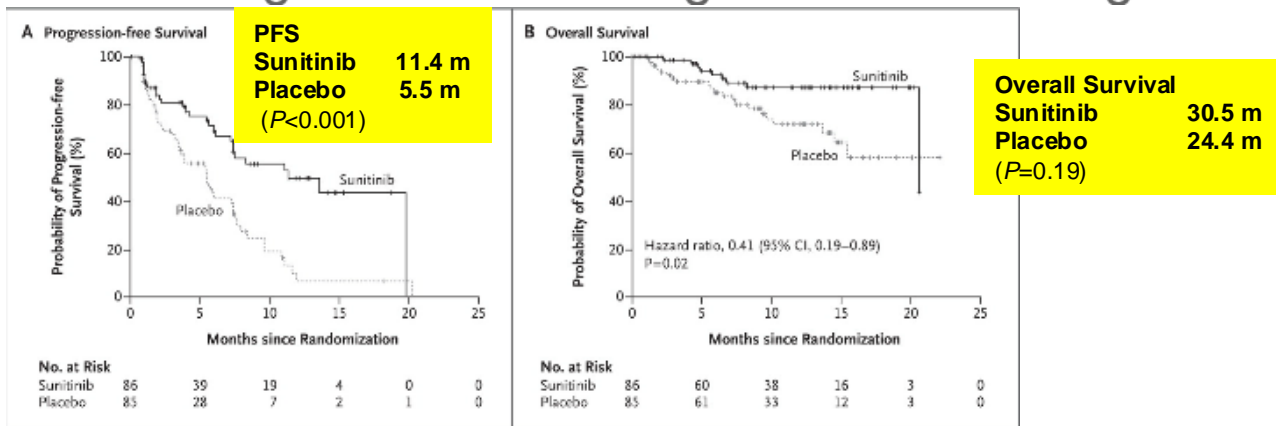 A Progression-free Survival
PFS
Sunitinib 11.4 m
Placebo 5.5 m
(P<0.001)
Probability of Progression-free
Survival (%)
100
80
60
40
20
0
Sunitinib
Placebo
0 5 10 15 20 25
Months since Randomization
No. at Risk
Sunitinib 86 39 19 4 0 0
Placebo 85 28 7 2 1 0
B Overall Survival
Probability of Overall Survival (%)
100
80
60
40
20
0
Sunitinib
Placebo
Hazard ratio, 0.41 (95% CI, 0.19–0.89)
P=0.02
0 5 10 15 20 25
Months since Randomization
No. at Risk
Sunitinib 86 60 38 16 3 0
Placebo 85 61 33 12 3 0
Overall Survival
Sunitinib 30.5 m
Placebo 24.4 m
(P=0.19)